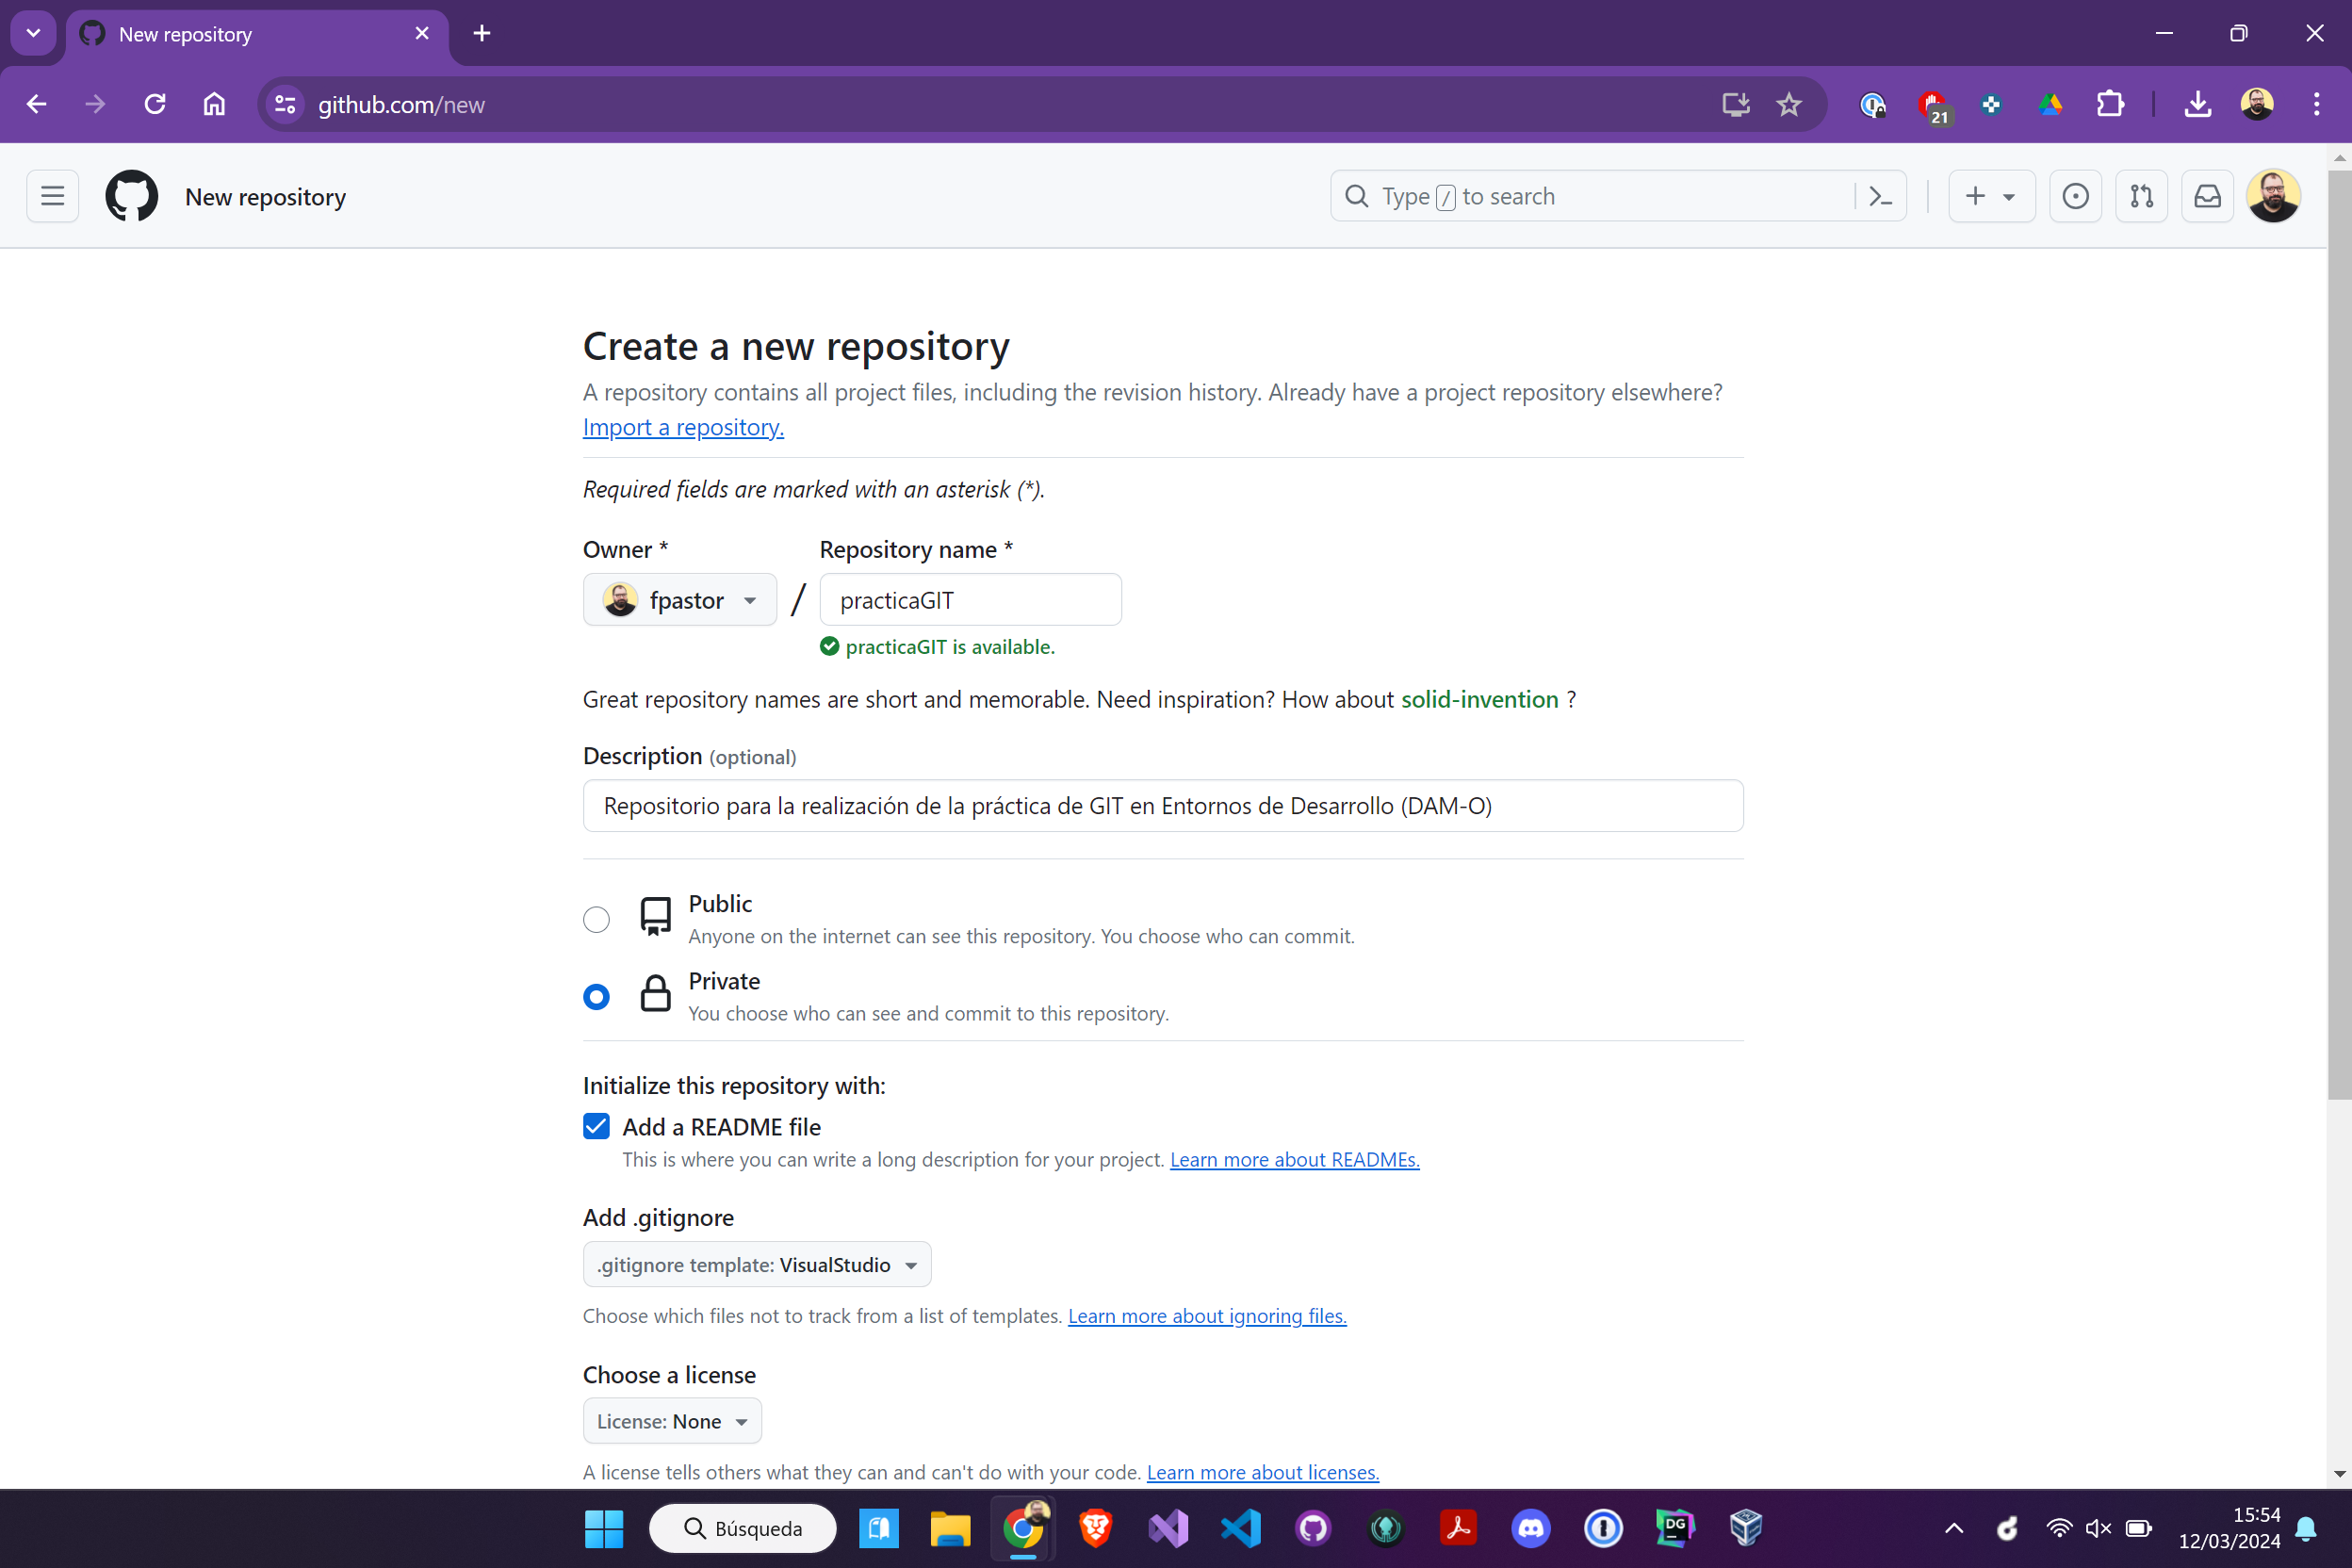 New repository
github.com/new
21
New repository
Type / to search
Create a new repository
A repository contains all project files, including the revision history. Already have a project repository elsewhere?
Import a repository.
Required fields are marked with an asterisk (*).
Owner * Repository name *
fpastor / practicaGIT
practicaGIT is available.
Great repository names are short and memorable. Need inspiration? How about solid-invention ?
Description (optional)
Repositorio para la realización de la práctica de GIT en Entornos de Desarrollo (DAM-O)
Public
Anyone on the internet can see this repository. You choose who can commit.
Private
You choose who can see and commit to this repository.
Initialize this repository with:
Add a README file
This is where you can write a long description for your project. Learn more about READMEs.
Add .gitignore
.gitignore template: VisualStudio
Choose which files not to track from a list of templates. Learn more about ignoring files.
Choose a license
License: None
A license tells others what they can and can't do with your code. Learn more about licenses.
Búsqueda
DG
15:54
12/03/2024